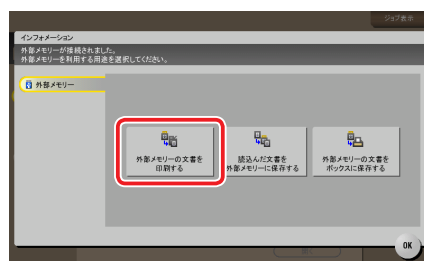 ジョブ表示
インフォメーション
外部メモリーが接続されました。
外部メモリーを利用する用途を選択してください。
外部メモリー
外部メモリーの文書を
印刷する
読込んだ文書を
外部メモリーに保存する
外部メモリーの文書を
ボックスに保存する
OK